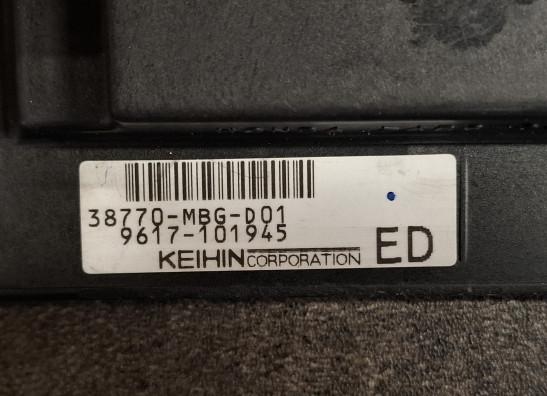 38770-MBG-D01
9617-101945
KEIHIN CORPORATION
ED